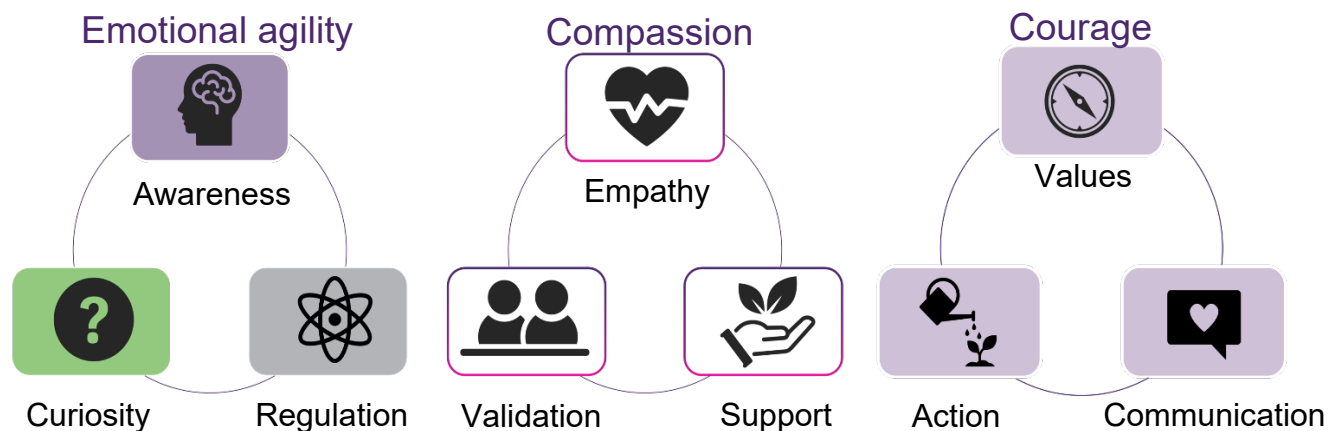 Emotional agility
Awareness
Curiosity
Regulation
Compassion
Empathy
Validation
Support
Courage
Values
Action
Communication